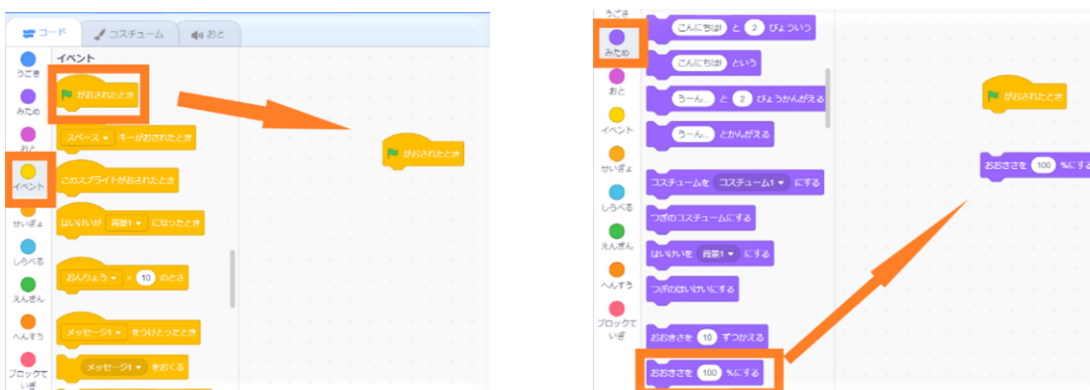 コード
コスチューム
おと
イベント
がおされたとき
スペース キーがおされたとき
このスプライトがおされたとき
はいけいが 背景1 になったとき
おんりょう > 10 のとき
メッセージ1 をうけとったとき
メッセージ1 をおくる
うごき
みため
おと
イベント
せいぎょ
しらべる
えんざん
へんすう
ブロックて
いぎ
がおされたとき
うごき
みため
おと
イベント
せいぎょ
しらべる
えんざん
へんすう
ブロックて
いぎ
こんにちは! と 2 びょういう
こんにちは! という
うーん... と 2 びょうかんがえる
うーん... とかんがえる
コスチュームを コスチューム1 にする
つぎのコスチュームにする
はいけいを 背景1 にする
つぎのはいけいにする
おおきさを 10 ずつかえる
おおきさを 100 %にする
がおされたとき
おおきさを 100 %にする